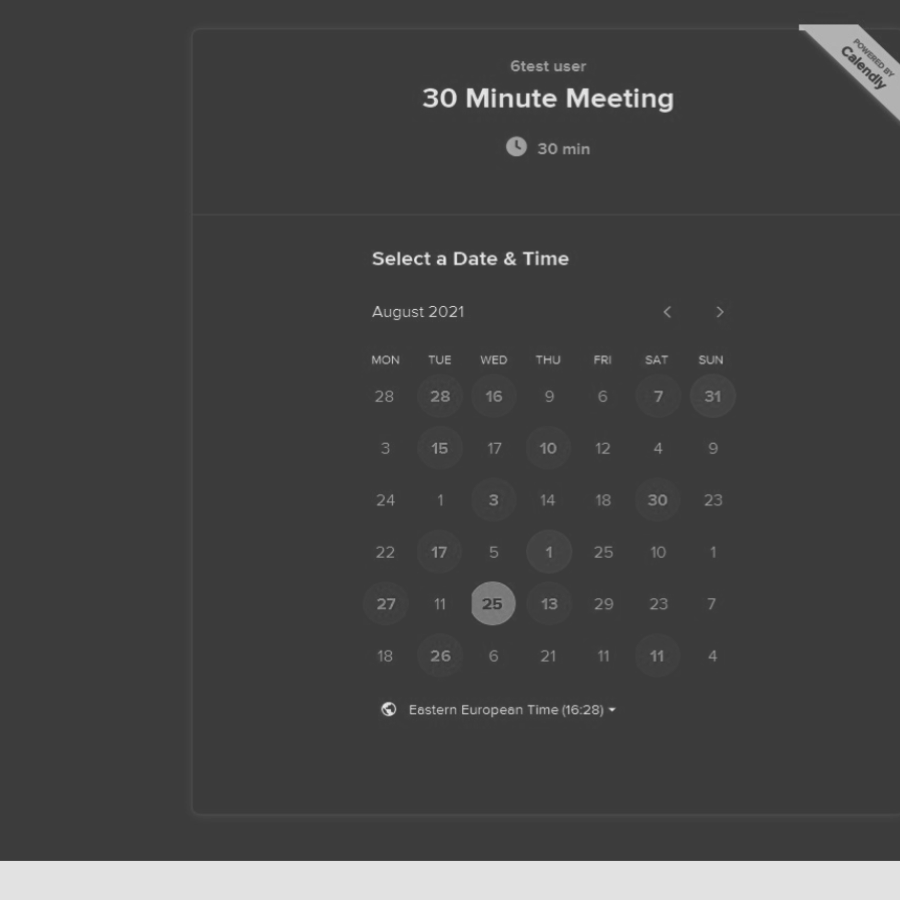 POWERED BY
Calendly
6test user
30 Minute Meeting
30 min
Select a Date & Time
August 2021
MON TUE WED THU FRI SAT SUN
28 28 16 9 6 7 31
3 15 17 10 12 4 9
24 1 3 14 18 30 23
22 17 5 1 25 10 1
27 11 25 13 29 23 7
18 26 6 21 11 11 4
Eastern European Time (16:28)